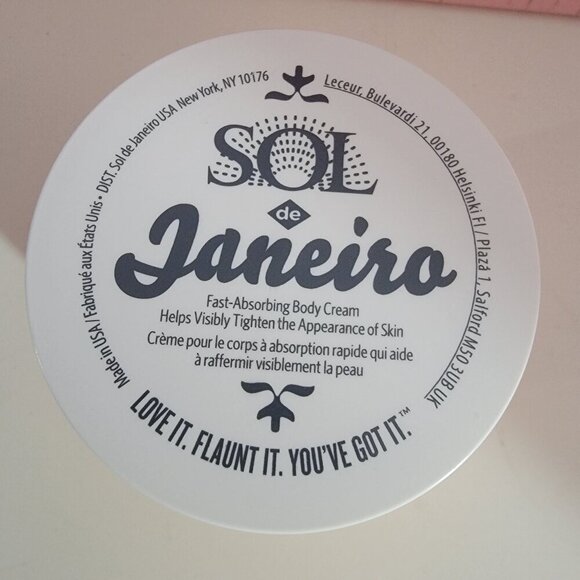 Made in USA / Fabriqué aux États Unis • DIST. Sol de Janeiro USA New York, NY 10176
Leceur, Bulevardi 21, 00180 Helsinki FI / Plaza 1, Salford M50 3UB UK
SOL
de
Janeiro
Fast-Absorbing Body Cream
Helps Visibly Tighten the Appearance of Skin
Crème pour le corps à absorption rapide qui aide
à raffermir visiblement la peau
LOVE IT. FLAUNT IT. YOU'VE GOT IT.™